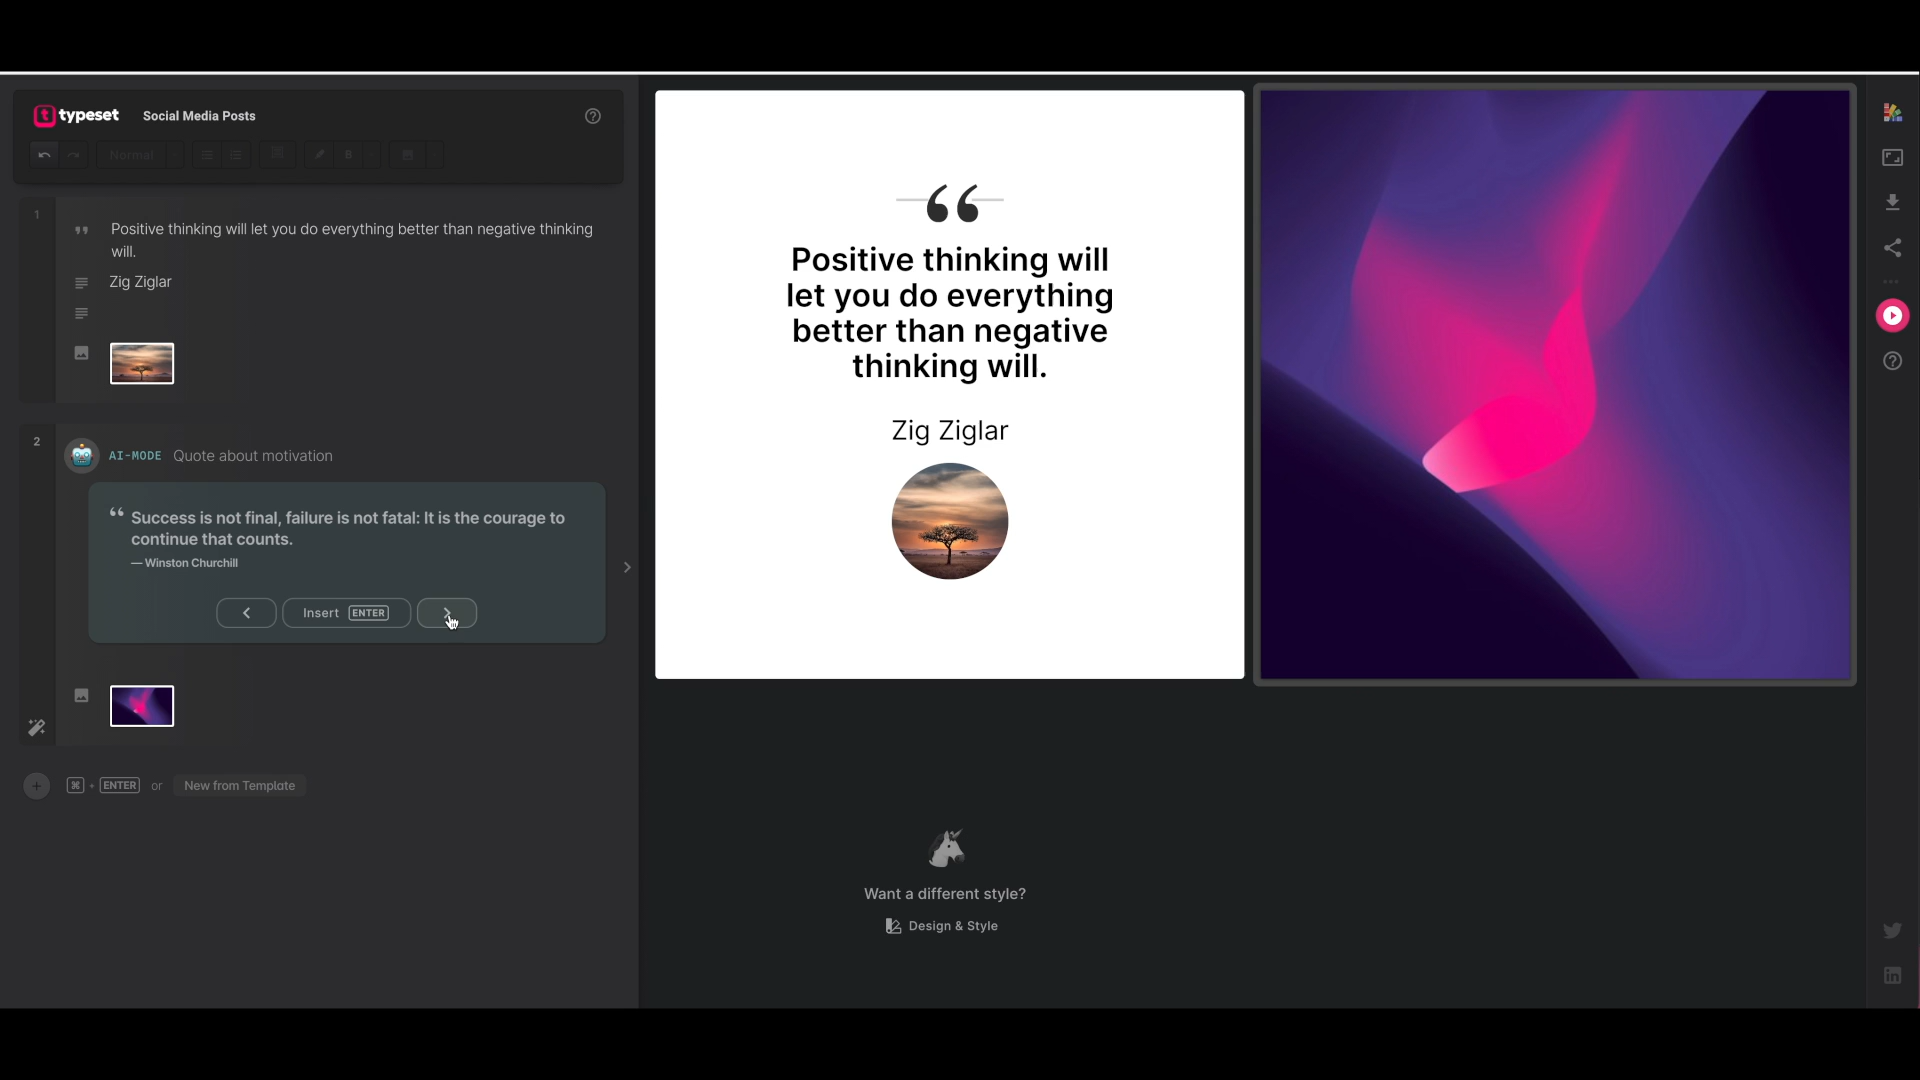 typeset Social Media Posts
Normal
B
1
Positive thinking will let you do everything better than negative thinking
will.
Zig Ziglar
2
AI-MODE Quote about motivation
“ Success is not final, failure is not fatal: It is the courage to
continue that counts.
— Winston Churchill
Insert ENTER
⌘ + ENTER or New from Template
“
Positive thinking will
let you do everything
better than negative
thinking will.
Zig Ziglar
Want a different style?
Design & Style
in